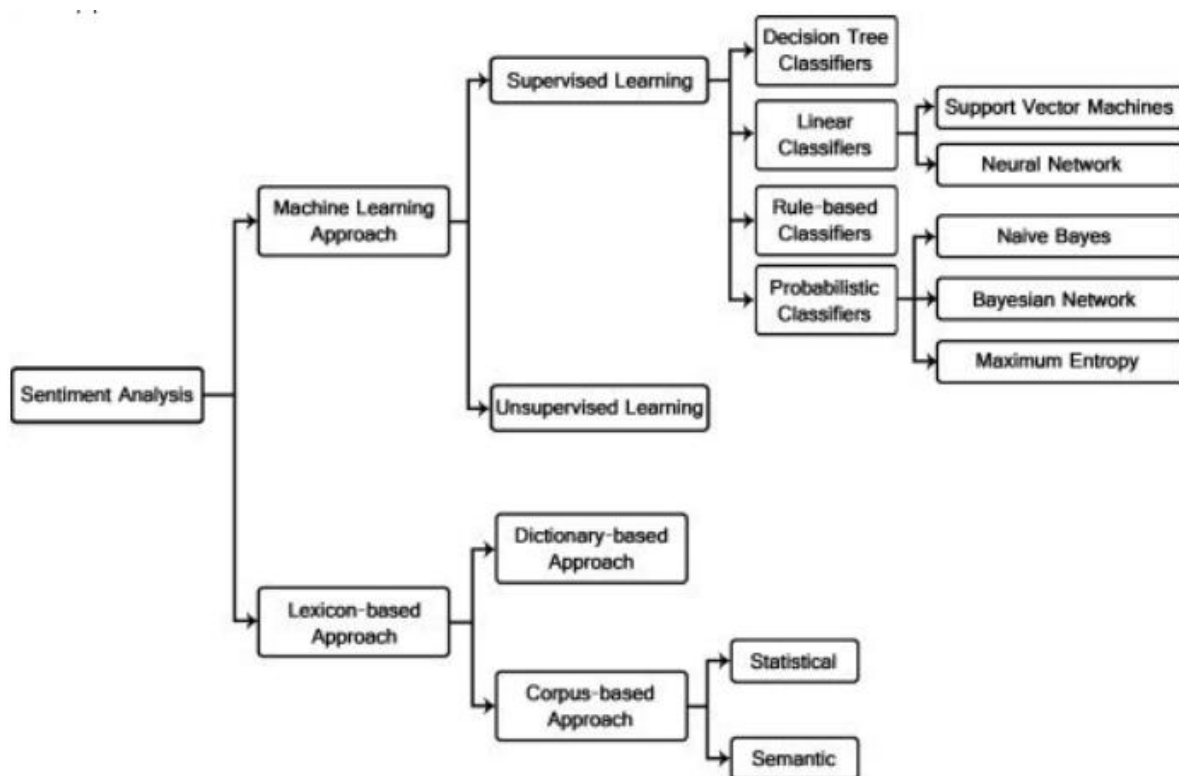 Decision Tree
Classifiers
Supervised Learning
Linear
Classifiers
Support Vector Machines
Neural Network
Machine Learning
Approach
Rule-based
Classifiers
Naive Bayes
Probabilistic
Classifiers
Bayesian Network
Maximum Entropy
Sentiment Analysis
Unsupervised Learning
Dictionary-based
Approach
Lexicon-based
Approach
Statistical
Corpus-based
Approach
Semantic